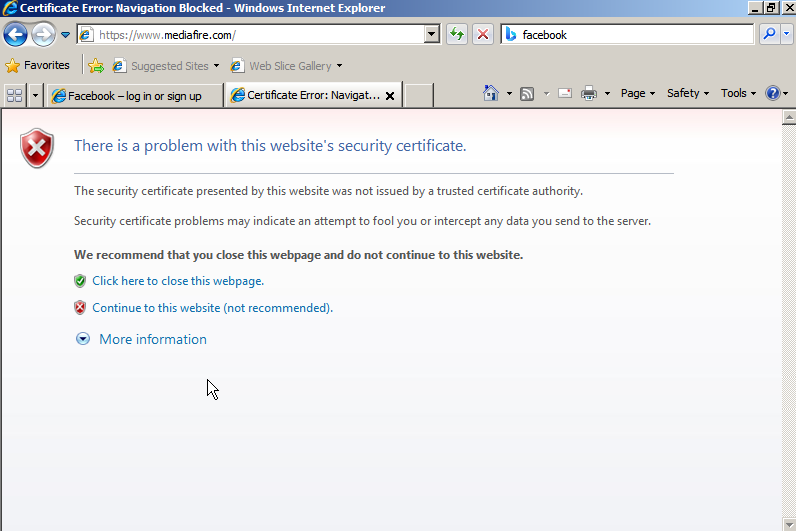 Certificate Error: Navigation Blocked - Windows Internet Explorer
https://www.mediafire.com/
facebook
Favorites
Suggested Sites
Web Slice Gallery
Facebook – log in or sign up
Certificate Error: Navigat...
Page
Safety
Tools
There is a problem with this website's security certificate.
The security certificate presented by this website was not issued by a trusted certificate authority.
Security certificate problems may indicate an attempt to fool you or intercept any data you send to the server.
We recommend that you close this webpage and do not continue to this website.
Click here to close this webpage.
Continue to this website (not recommended).
More information